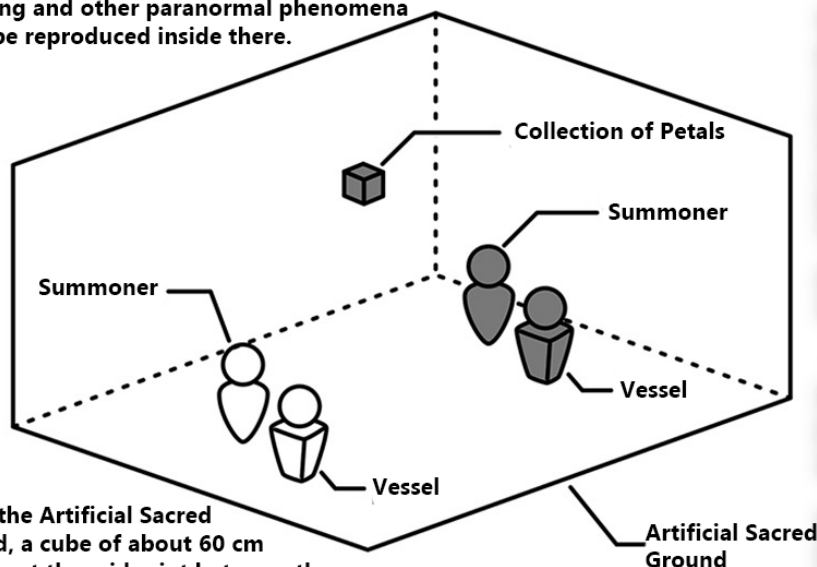 ng and other paranormal phenomena
be reproduced inside there.
Collection of Petals
Summoner
Summoner
Vessel
Vessel
the Artificial Sacred
d, a cube of about 60 cm
Artificial Sacred
Ground